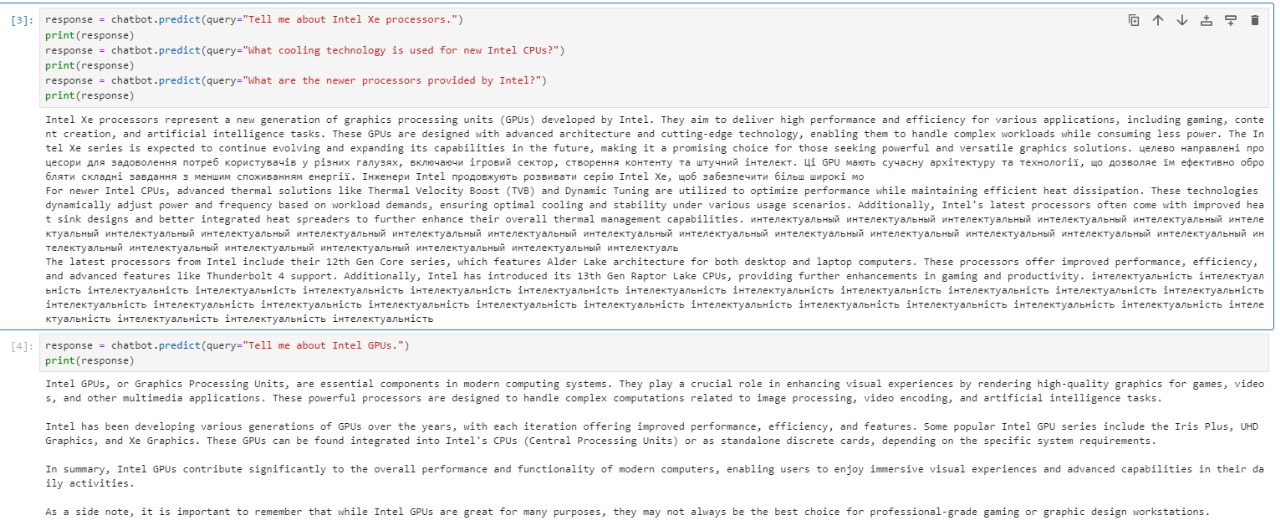 [3]: response = chatbot.predict(query="Tell me about Intel Xe processors.")
print(response)
response = chatbot.predict(query="What cooling technology is used for new Intel CPUs?")
print(response)
response = chatbot.predict(query="What are the newer processors provided by Intel?")
print(response)
Intel Xe processors represent a new generation of graphics processing units (GPUs) developed by Intel. They aim to deliver high performance and efficiency for various applications, including gaming, conte
nt creation, and artificial intelligence tasks. These GPUs are designed with advanced architecture and cutting-edge technology, enabling them to handle complex workloads while consuming less power. The In
tel Xe series is expected to continue evolving and expanding its capabilities in the future, making it a promising choice for those seeking powerful and versatile graphics solutions. целево направлені про
цесори для задоволення потреб користувачів у різних галузях, включаючи ігровий сектор, створення контенту та штучний інтелект. Ці GPU мають сучасну архітектуру та технології, що дозволяє їм ефективно обро
бляти складні завдання з меншим споживанням енергії. Інженери Intel продовжують розвивати серію Intel Xe, щоб забезпечити більш широкі мо
For newer Intel CPUs, advanced thermal solutions like Thermal Velocity Boost (TVB) and Dynamic Tuning are utilized to optimize performance while maintaining efficient heat dissipation. These technologies
dynamically adjust power and frequency based on workload demands, ensuring optimal cooling and stability under various usage scenarios. Additionally, Intel's latest processors often come with improved hea
t sink designs and better integrated heat spreaders to further enhance their overall thermal management capabilities. интелектуальный интелектуальный интелектуальный интелектуальный интелектуальный интеле
ктуальный интелектуальный интелектуальный интелектуальный интелектуальный интелектуальный интелектуальный интелектуальный интелектуальный интелектуальный интелектуальный интелектуальный интелектуальный ин
телектуальный интелектуальный интелектуальный интелектуальный интелектуальный интелектуаль
The latest processors from Intel include their 12th Gen Core series, which features Alder Lake architecture for both desktop and laptop computers. These processors offer improved performance, efficiency,
and advanced features like Thunderbolt 4 support. Additionally, Intel has introduced its 13th Gen Raptor Lake CPUs, providing further enhancements in gaming and productivity. інтелектуальність інтелектуал
ьність інтелектуальність інтелектуальність інтелектуальність інтелектуальність інтелектуальність інтелектуальність інтелектуальність інтелектуальність інтелектуальність інтелектуальність
інтелектуальність інтелектуальність інтелектуальність інтелектуальність інтелектуальність інтелектуальність інтелектуальність інтелектуальність інтелектуальність інтелектуальність інтелектуальність інтеле
ктуальність інтелектуальність інтелектуальність інтелектуальність
[4]: response = chatbot.predict(query="Tell me about Intel GPUs.")
print(response)
Intel GPUs, or Graphics Processing Units, are essential components in modern computing systems. They play a crucial role in enhancing visual experiences by rendering high-quality graphics for games, video
s, and other multimedia applications. These powerful processors are designed to handle complex computations related to image processing, video encoding, and artificial intelligence tasks.
Intel has been developing various generations of GPUs over the years, with each iteration offering improved performance, efficiency, and features. Some popular Intel GPU series include the Iris Plus, UHD
Graphics, and Xe Graphics. These GPUs can be found integrated into Intel's CPUs (Central Processing Units) or as standalone discrete cards, depending on the specific system requirements.
In summary, Intel GPUs contribute significantly to the overall performance and functionality of modern computers, enabling users to enjoy immersive visual experiences and advanced capabilities in their da
ily activities.
As a side note, it is important to remember that while Intel GPUs are great for many purposes, they may not always be the best choice for professional-grade gaming or graphic design workstations.